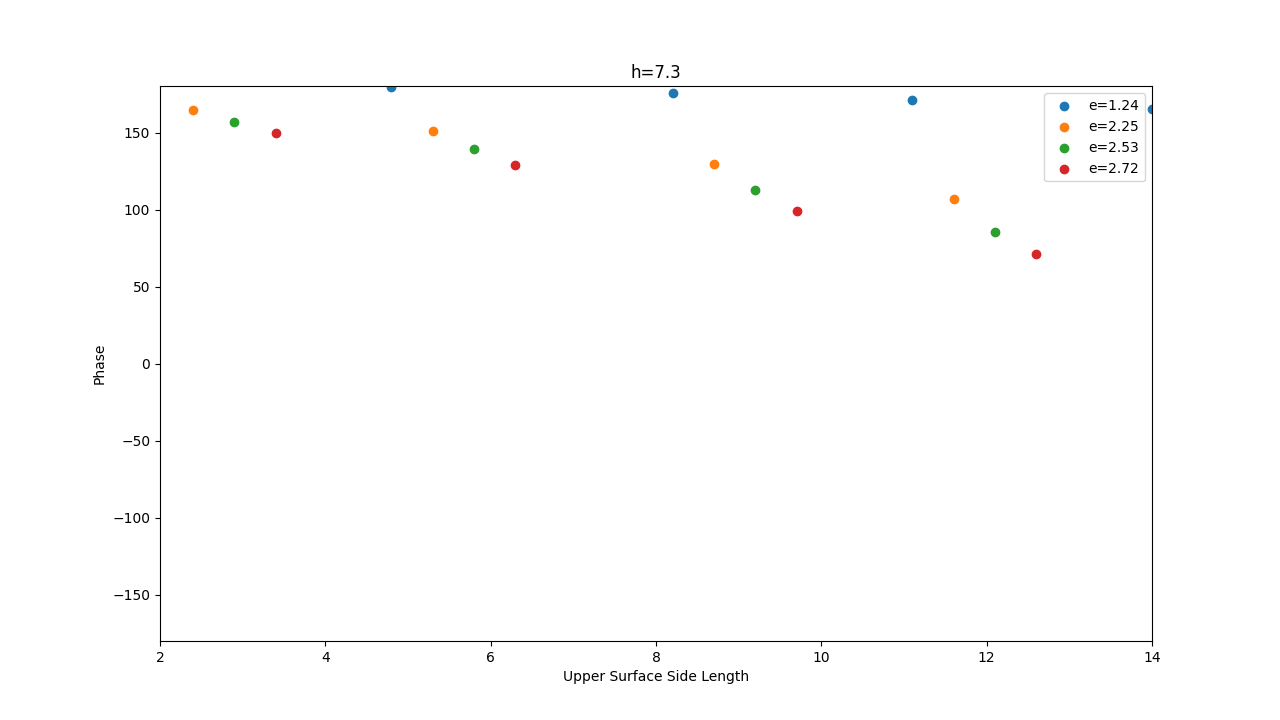 h=7.3
e=1.24
e=2.25
e=2.53
e=2.72
150
100
50
0
−50
−100
−150
Phase
2 4 6 8 10 12 14
Upper Surface Side Length